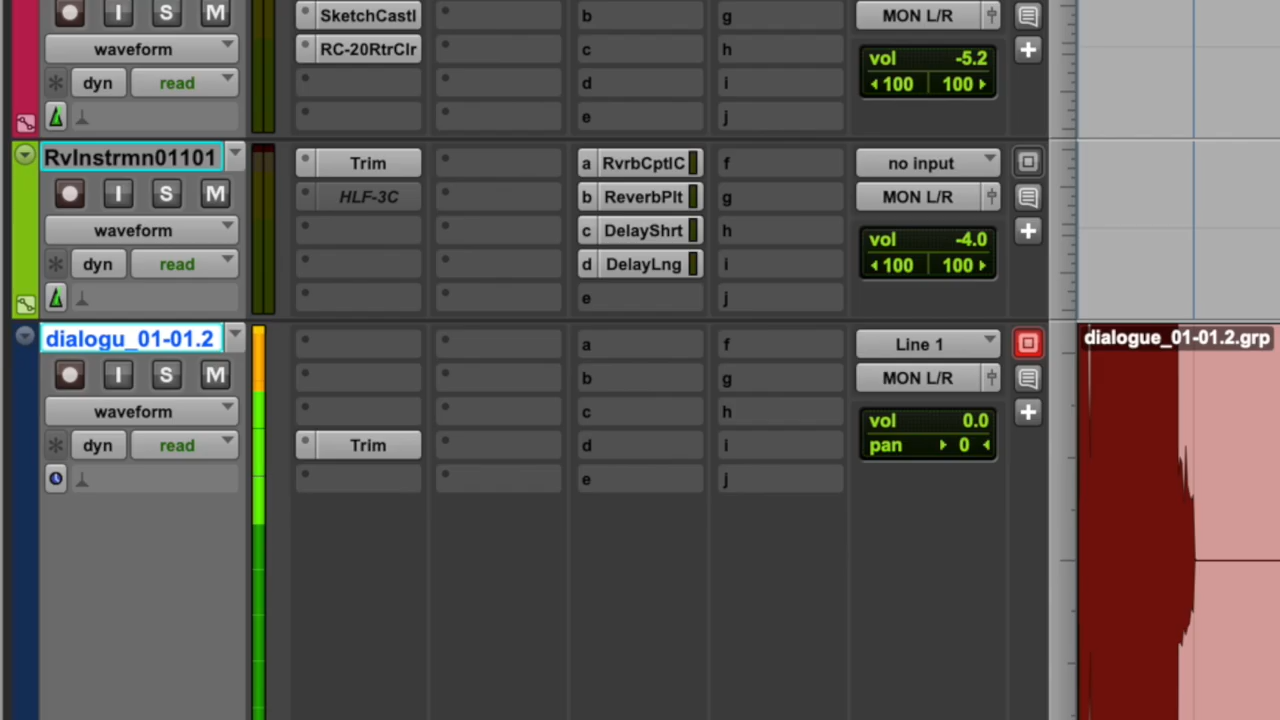 I S M SketchCastl b g MON L/R
waveform RC-20RtrClr c h
vol -5.2
dyn read d i 100 100
e j
RvInstrmn01101 Trim a RvrbCptlC f no input
I S M HLF-3C b ReverbPlt g MON L/R
waveform c DelayShrt h vol -4.0
dyn read d DelayLng i 100 100
e j
dialogu_01-01.2 a f Line 1 dialogue_01-01.2.grp
I S M b g MON L/R
waveform c h vol 0.0
dyn read Trim d i pan 0
e j